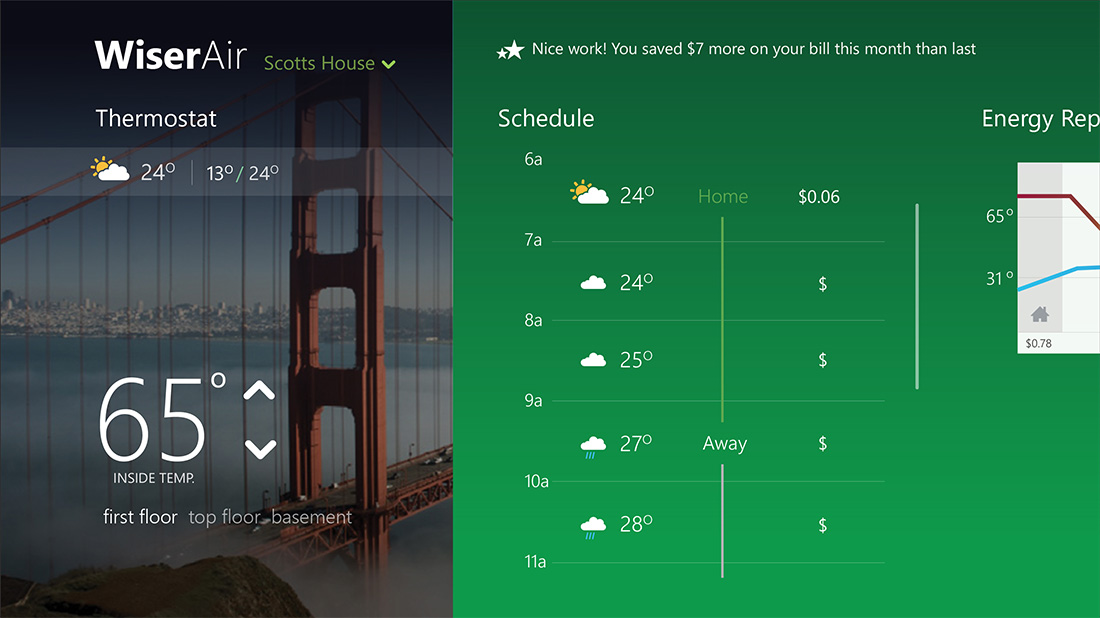 WiserAir
Scotts House
Thermostat
24° 13° / 24°
65°
INSIDE TEMP.
first floor top floor basement
Nice work! You saved $7 more on your bill this month than last
Schedule
6a
24° Home $0.06
7a
24° $
8a
25° $
9a
27° Away $
10a
28° $
11a
Energy Rep
65°
31°
$0.78